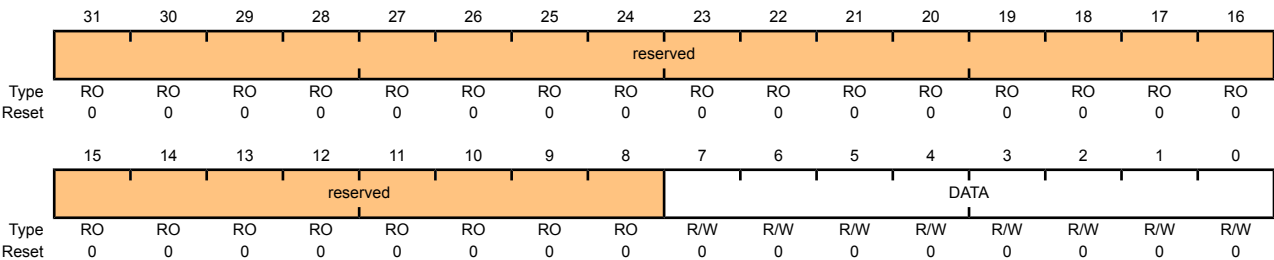 31 30 29 28 27 26 25 24 23 22 21 20 19 18 17 16
reserved
Type RO RO RO RO RO RO RO RO RO RO RO RO RO RO RO RO
Reset 0 0 0 0 0 0 0 0 0 0 0 0 0 0 0 0
15 14 13 12 11 10 9 8 7 6 5 4 3 2 1 0
reserved DATA
Type RO RO RO RO RO RO RO RO R/W R/W R/W R/W R/W R/W R/W R/W
Reset 0 0 0 0 0 0 0 0 0 0 0 0 0 0 0 0